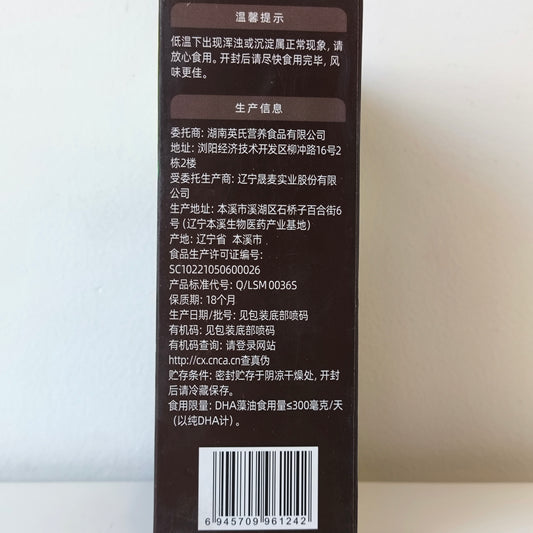 温馨提示
低温下出现浑浊或沉淀属正常现象，请
放心食用。开封后请尽快食用完毕，风
味更佳。
生产信息
委托商：湖南英氏营养食品有限公司
地址：浏阳经济技术开发区柳冲路16号2
栋2楼
受委托生产商：辽宁晟麦实业股份有限
公司
生产地址：本溪市溪湖区石桥子百合街6
号（辽宁本溪生物医药产业基地）
产地：辽宁省 本溪市
食品生产许可证编号：
SC10221050600026
产品标准代号：Q/LSM 0036S
保质期：18个月
生产日期/批号：见包装底部喷码
有机码：见包装底部喷码
有机码查询：请登录网站
http://cx.cnca.cn查真伪
贮存条件：密封贮存于阴凉干燥处，开封
后请冷藏保存。
食用限量：DHA藻油食用量≤300毫克/天
（以纯DHA计）。
6 945709 961242